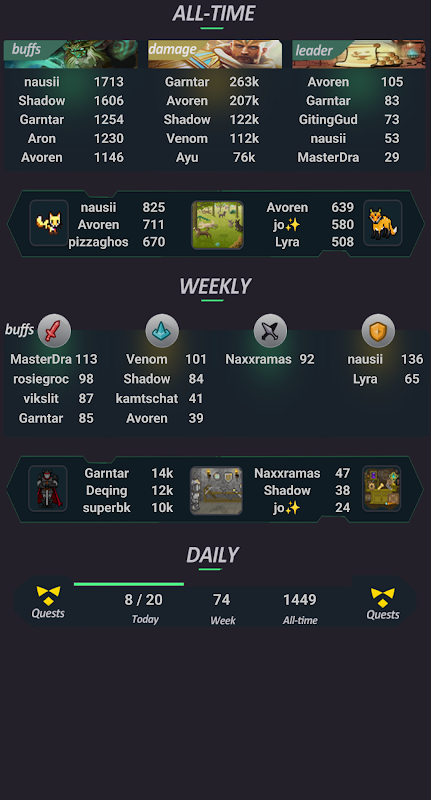 ALL-TIME
buffs damage leader
nausii 1713 Garntar 263k Avoren 105
Shadow 1606 Avoren 207k Garntar 83
Garntar 1254 Shadow 122k GitingGud 73
Aron 1230 Venom 112k nausii 53
Avoren 1146 Ayu 76k MasterDra 29
nausii 825 Avoren 639
Avoren 711 jo✨ 580
pizzaghos 670 Lyra 508
WEEKLY
buffs
MasterDra 113 Venom 101 Naxxramas 92 nausii 136
rosiegroc 98 Shadow 84 Lyra 65
vikslit 87 kamtschat 41
Garntar 85 Avoren 39
Garntar 14k Naxxramas 47
Deqing 12k Shadow 38
superbk 10k jo✨ 24
DAILY
Quests 8 / 20 74 1449 Quests
Today Week All-time